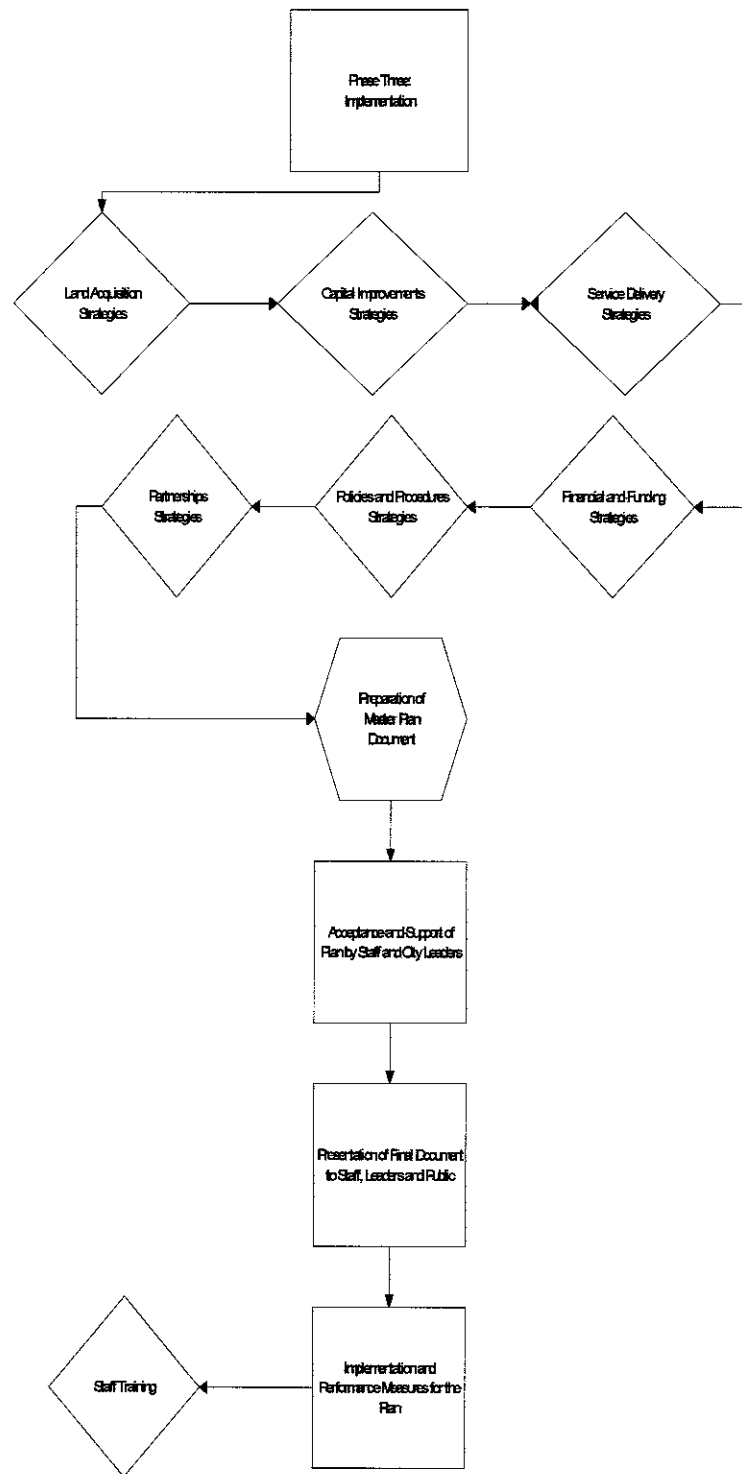 Phase Three:
Implementation
Land Acquisition
Strategies
Capital Improvements
Strategies
Service Delivery
Strategies
Partnerships
Strategies
Policies and Procedures
Strategies
Financial and Funding
Strategies
Preparation of
Master Plan
Document
Acceptance and Support of
Plan by Staff and City Leaders
Presentation of Final Document
to Staff, Leaders and Public
Implementation and
Performance Measures for the
Plan
Staff Training